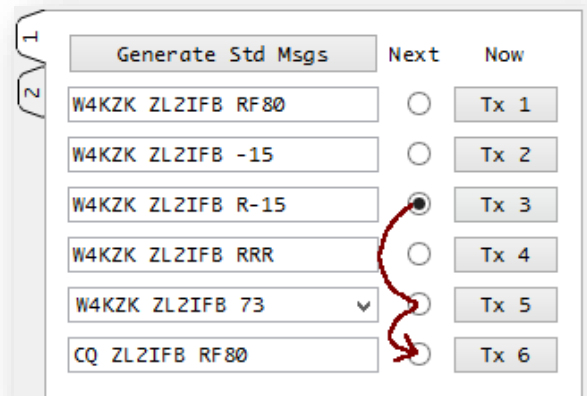 1
Generate Std Msgs Next Now
2
W4KZK ZL2IFB RF80 Tx 1
W4KZK ZL2IFB -15 Tx 2
W4KZK ZL2IFB R-15 Tx 3
W4KZK ZL2IFB RRR Tx 4
W4KZK ZL2IFB 73 Tx 5
CQ ZL2IFB RF80 Tx 6